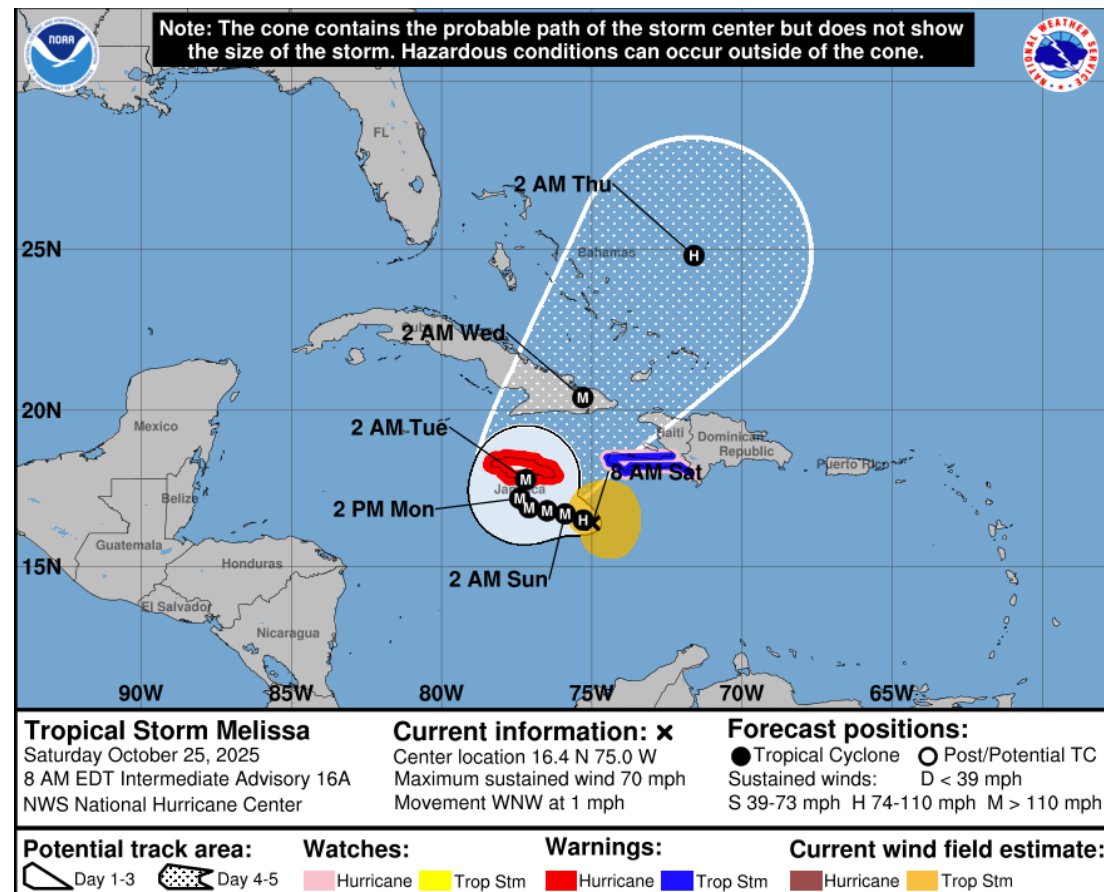 Note: The cone contains the probable path of the storm center but does not show
the size of the storm. Hazardous conditions can occur outside of the cone.
NOAA
NATIONAL WEATHER SERVICE
FL
2 AM Thu
H
25N
Bahamas
Cuba
2 AM Wed
M
20N
Mexico
2 AM Tue
Haiti
Dominican
Republic
Puerto Rico
8 AM Sat
M
Jamaica
Belize
2 PM Mon
M
M
M
M
H
Guatemala
Honduras
15N
2 AM Sun
El Salvador
Nicaragua
90W
85W
80W
75W
70W
65W
Tropical Storm Melissa
Saturday October 25, 2025
8 AM EDT Intermediate Advisory 16A
NWS National Hurricane Center
Current information: ×
Center location 16.4 N 75.0 W
Maximum sustained wind 70 mph
Movement WNW at 1 mph
Forecast positions:
Tropical Cyclone Post/Potential TC
Sustained winds: D < 39 mph
S 39-73 mph H 74-110 mph M > 110 mph
Potential track area:
Day 1-3 Day 4-5
Watches:
Hurricane Trop Stm
Warnings:
Hurricane Trop Stm
Current wind field estimate:
Hurricane Trop Stm